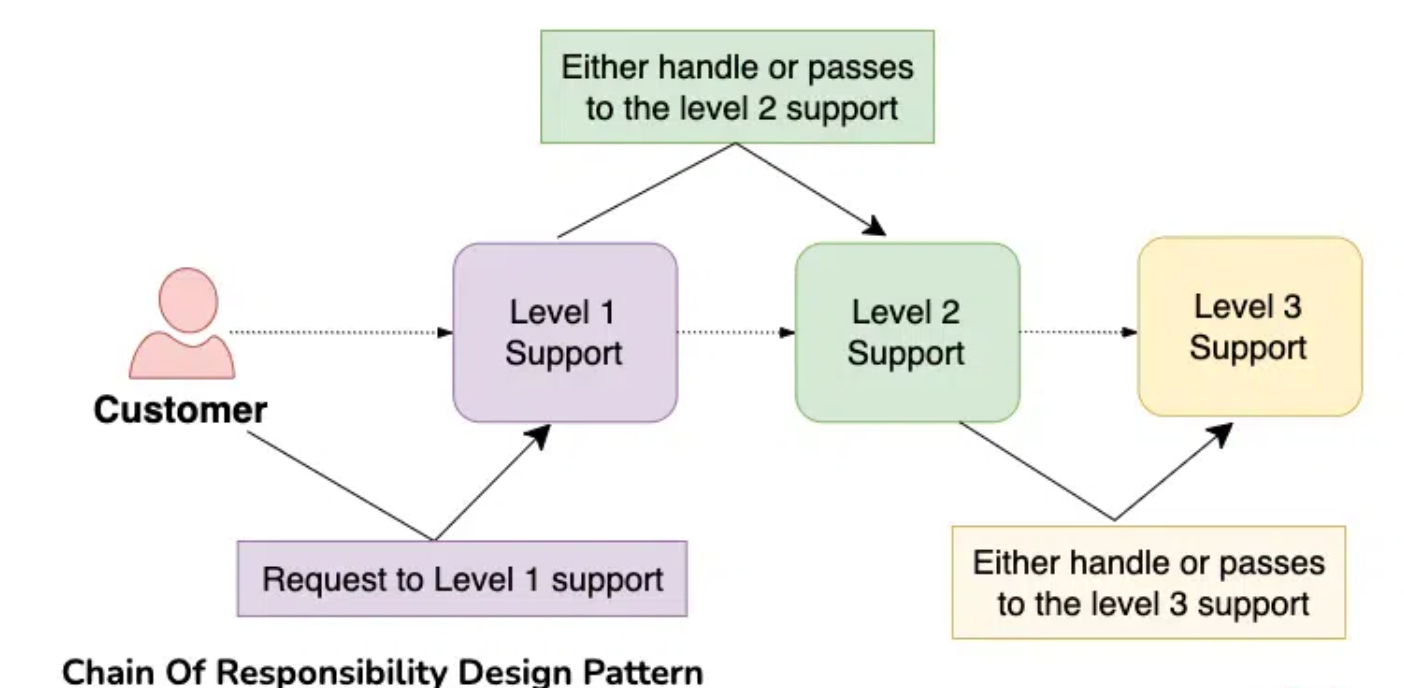 Either handle or passes
to the level 2 support
Level 1
Support
Level 2
Support
Level 3
Support
Customer
Request to Level 1 support
Either handle or passes
to the level 3 support
Chain Of Responsibility Design Pattern